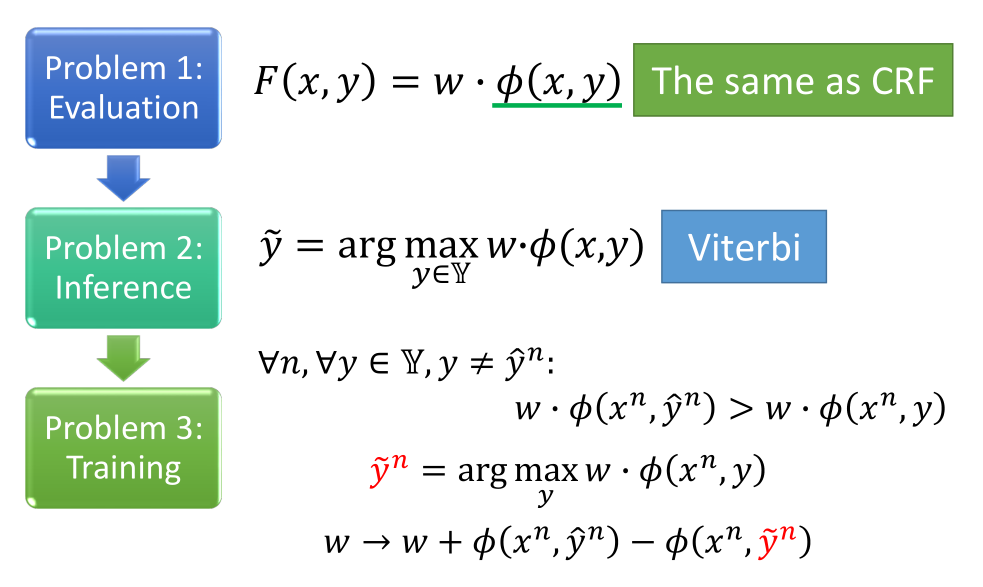 Problem 1:
Evaluation
F(x, y) = w · ϕ(x, y)
The same as CRF
Problem 2:
Inference
ỹ = arg max w·ϕ(x,y)
y∈𝕐
Viterbi
Problem 3:
Training
∀n, ∀y ∈ 𝕐, y ≠ ŷⁿ:
w · ϕ(xⁿ, ŷⁿ) > w · ϕ(xⁿ, y)
ỹⁿ = arg max w · ϕ(xⁿ, y)
y
w → w + ϕ(xⁿ, ŷⁿ) − ϕ(xⁿ, ỹⁿ)